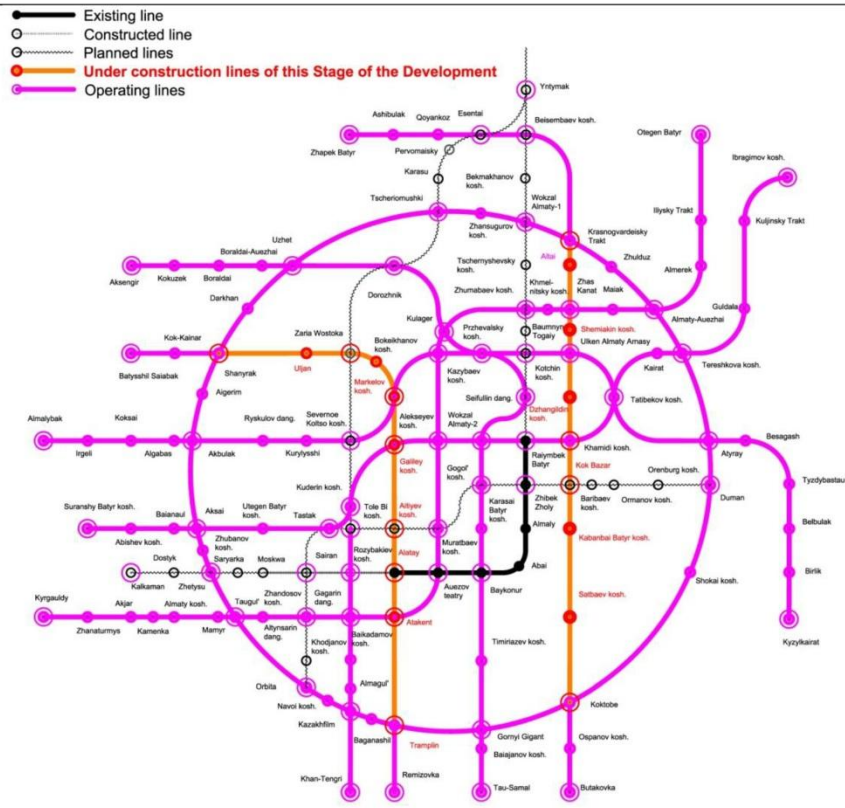 Existing line
Constructed line
Planned lines
Under construction lines of this Stage of the Development
Operating lines
Yntymak
Ashibulak
Qoyankoz
Esentai
Beisembaev kosh.
Otegen Batyr
Zhapek Batyr
Pervomaisky
Ibragimov kosh.
Karasu
Bekmakhanov
kosh.
Tscheriomushki
Wokzal
Almaty-1
Iliysky Trakt
Kuljinsky Trakt
Zhansugurov
kosh.
Krasnogvardeisky
Trakt
Uzhet
Boraldai-Auezhai
Altai
Zhulduz
Aksengir
Kokuzek
Boraldai
Tschernyshevsky
kosh.
Zhas
Kanat
Almerek
Darkhan
Dorozhnik
Zhumabaev kosh.
Khmel-
nitsky kosh.
Maiak
Guldala
Almaty-Auezhai
Kulager
Przhevalsky
kosh.
Baumnyn
Togaiy
Shemiakin kosh.
Zaria Wostoka
Kok-Kainar
Bokeikhanov
kosh.
Ulken Almaty Arnasy
Batysshil Saiabak
Shanyrak
Uljan
Markelov
kosh.
Kazybaev
kosh.
Kotchin
kosh.
Kairat
Tereshkova kosh.
Aigerim
Seifullin dang.
Dzhangildin
kosh.
Tatibekov kosh.
Almalybak
Koksai
Ryskulov dang.
Severnoe
Koltso kosh.
Alekseyev
kosh.
Wokzal
Almaty-2
Besagash
Irgeli
Algabas
Akbulak
Kurylysshi
Galiley
kosh.
Gogol'
kosh.
Raiymbek
Batyr
Khamidi kosh.
Atyray
Kok Bazar
Orenburg kosh.
Kuderin kosh.
Suranshy Batyr kosh.
Utegen Batyr
kosh.
Tole Bi
kosh.
Aitiyev
kosh.
Karasai
Batyr
kosh.
Zhibek
Zholy
Baribaev
kosh.
Ormanov kosh.
Duman
Tyzdybastau
Baianaul
Aksai
Tastak
Abishev kosh.
Zhubanov
kosh.
Muratbaev
kosh.
Almaly
Kabanbai Batyr kosh.
Belbulak
Dostyk
Saryarka
Moskwa
Sairan
Rozybakiev
kosh.
Alatay
Abai
Kalkaman
Zhetysu
Zhandosov
kosh.
Gagarin
dang.
Auezov
teatry
Baykonur
Satbaev kosh.
Shokai kosh.
Birlik
Kyrgauldy
Akjar
Almaty kosh.
Taugul'
Zhanaturmys
Kamenka
Mamyr
Altynsarin
dang.
Khodjanov
kosh.
Baikadamov
kosh.
Atakent
Timiriazev kosh.
Kyzylkairat
Orbita
Almagul'
Navoi kosh.
Koktobe
Kazakhfilm
Baganashil
Tramplin
Gornyi Gigant
Baiajanov kosh.
Ospanov kosh.
Khan-Tengri
Remizovka
Tau-Samal
Butakovka